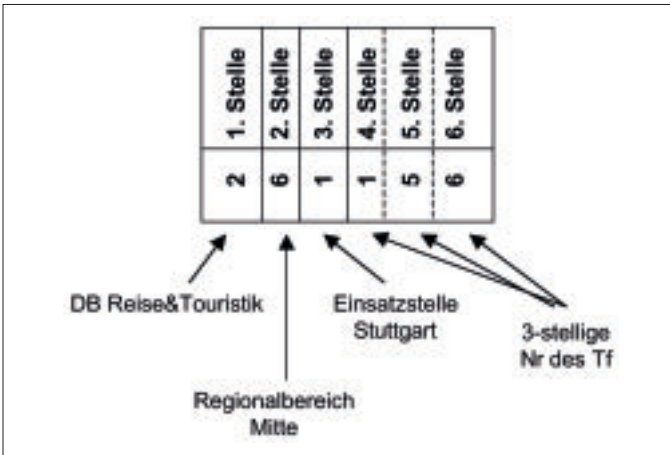 1. Stelle
2. Stelle
3. Stelle
4. Stelle
5. Stelle
6. Stelle
2
6
1
1
5
6
DB Reise&Touristik
Einsatzstelle
Stuttgart
3-stellige
Nr des Tf
Regionalbereich
Mitte